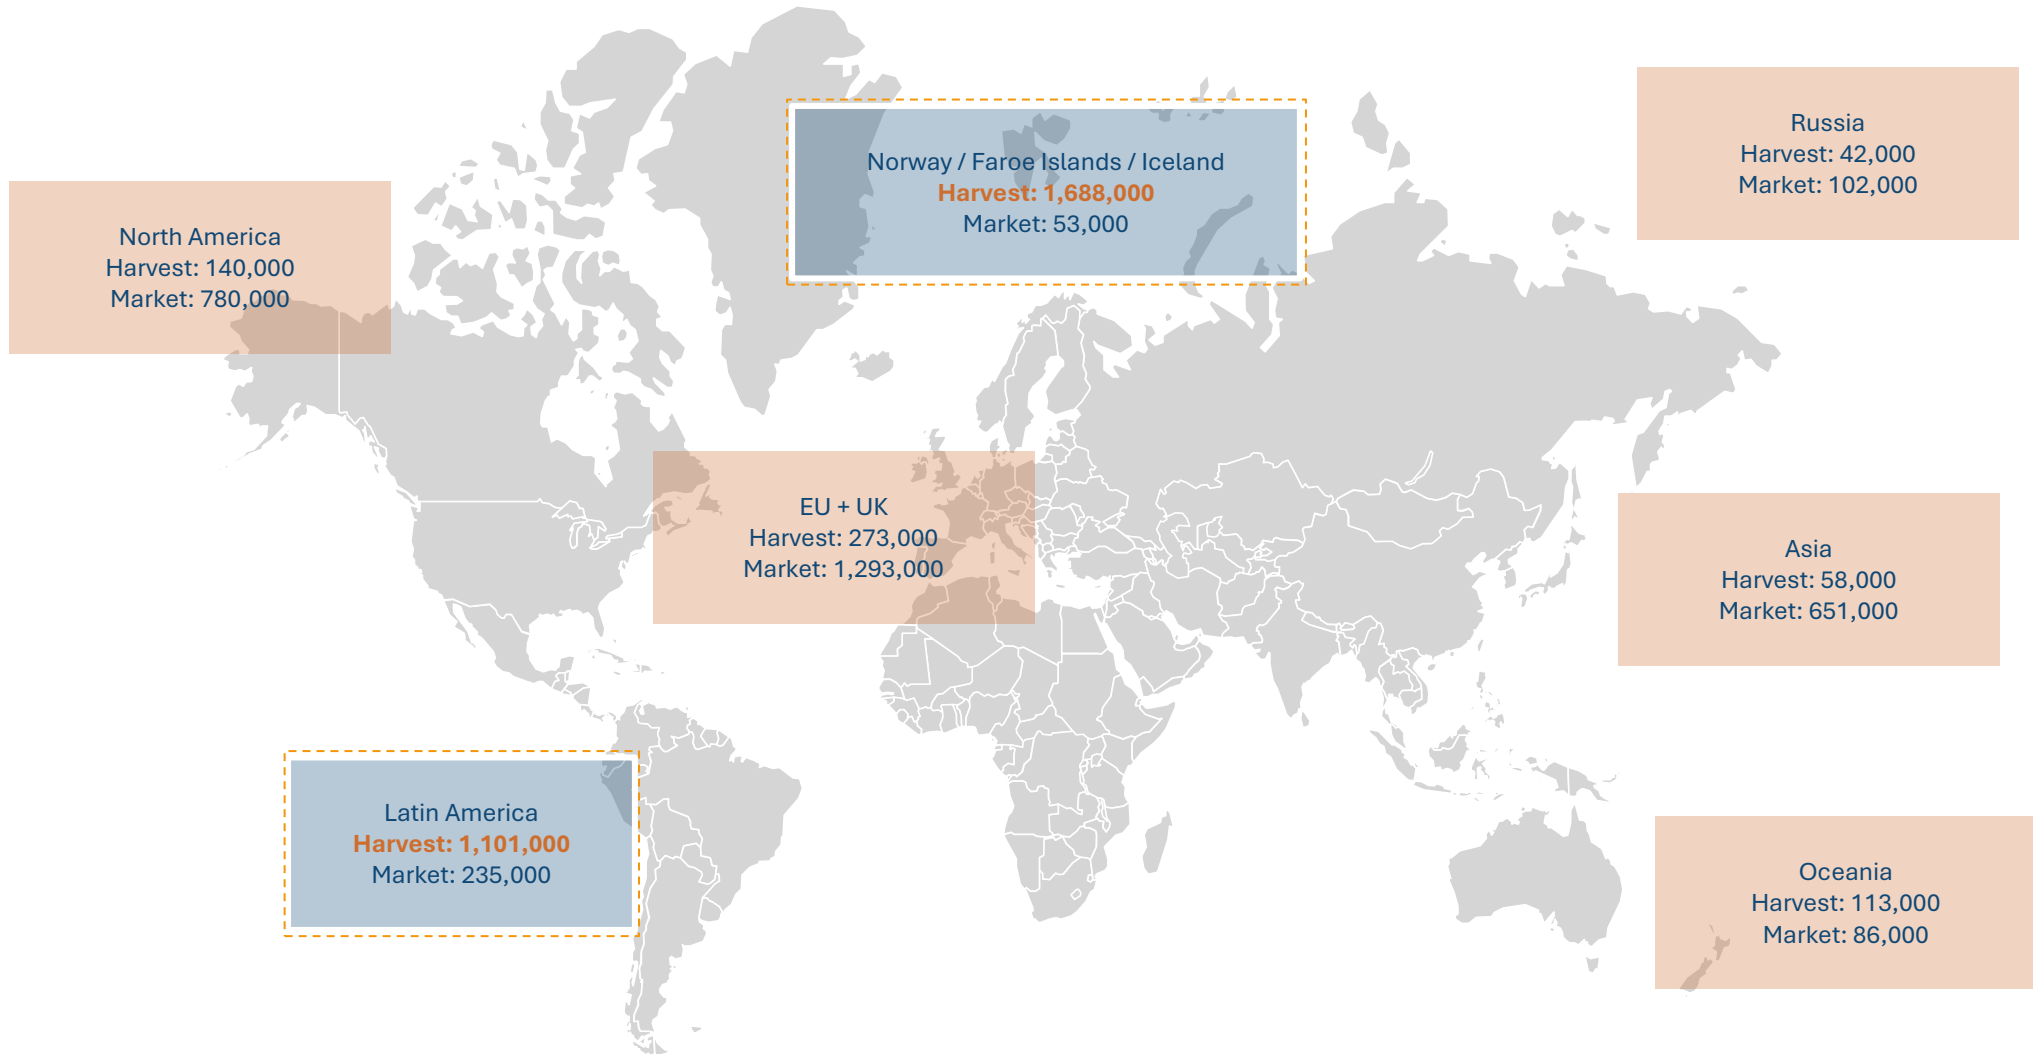 Russia
Harvest: 42,000
Market: 102,000
Norway / Faroe Islands / Iceland
Harvest: 1,688,000
Market: 53,000
North America
Harvest: 140,000
Market: 780,000
EU + UK
Harvest: 273,000
Market: 1,293,000
Asia
Harvest: 58,000
Market: 651,000
Latin America
Harvest: 1,101,000
Market: 235,000
Oceania
Harvest: 113,000
Market: 86,000